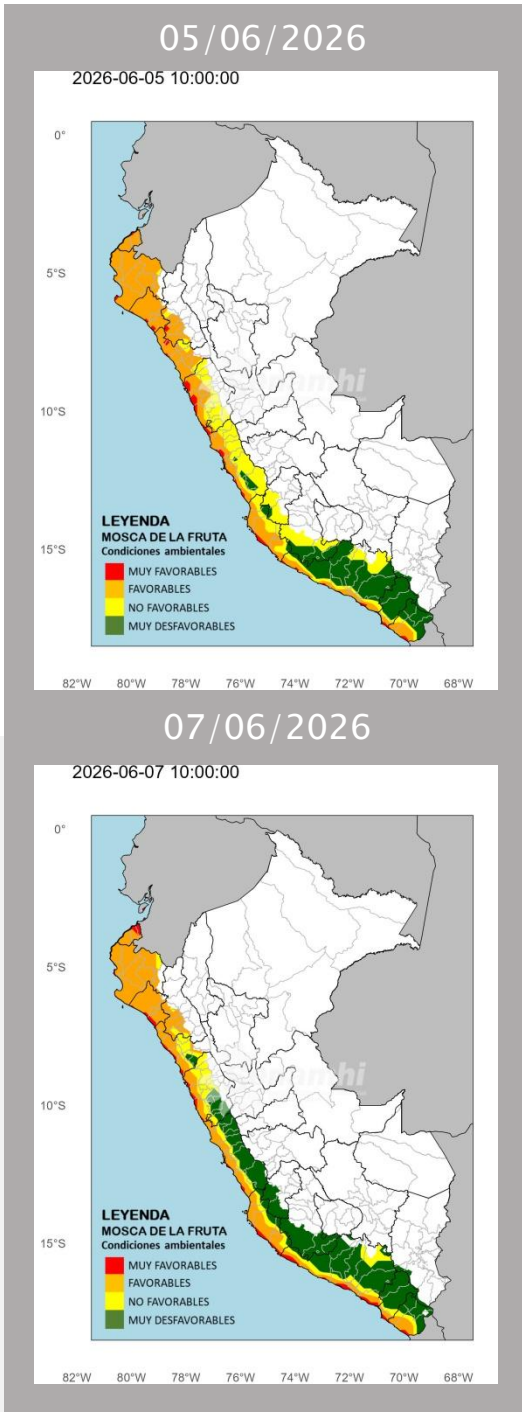 05/06/2026
2026-06-05 10:00:00
0°
5°S
10°S
15°S
LEYENDA
MOSCA DE LA FRUTA
Condiciones ambientales
MUY FAVORABLES
FAVORABLES
NO FAVORABLES
MUY DESFAVORABLES
82°W 80°W 78°W 76°W 74°W 72°W 70°W 68°W
07/06/2026
2026-06-07 10:00:00
0°
5°S
10°S
15°S
LEYENDA
MOSCA DE LA FRUTA
Condiciones ambientales
MUY FAVORABLES
FAVORABLES
NO FAVORABLES
MUY DESFAVORABLES
82°W 80°W 78°W 76°W 74°W 72°W 70°W 68°W